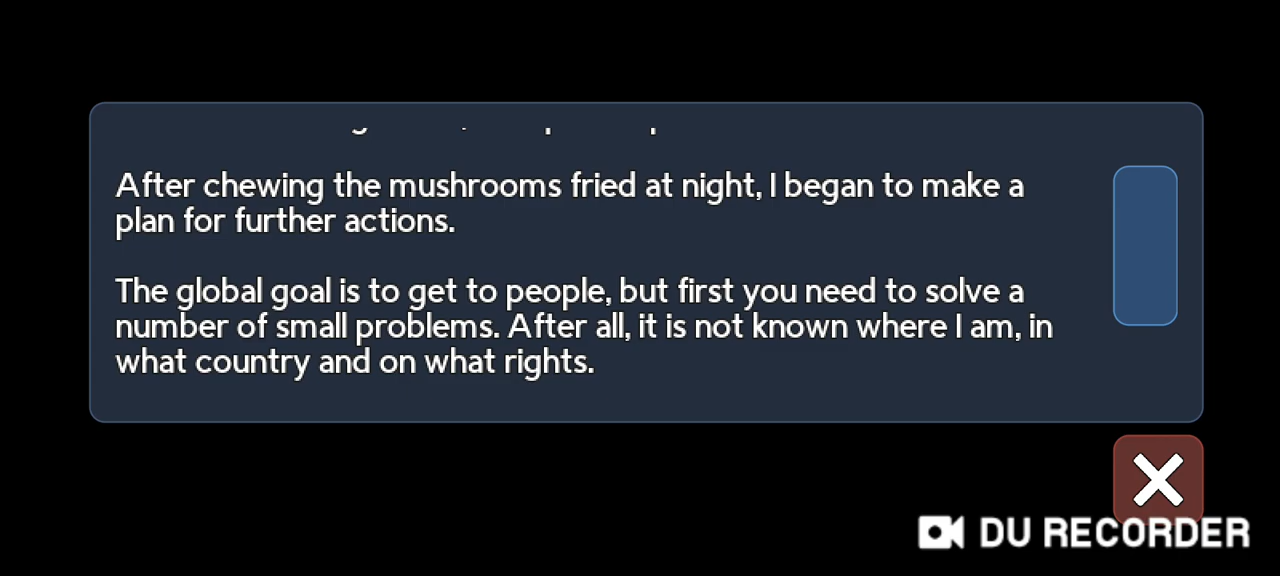 After chewing the mushrooms fried at night, I began to make a
plan for further actions.
The global goal is to get to people, but first you need to solve a
number of small problems. After all, it is not known where I am, in
what country and on what rights.
DU RECORDER